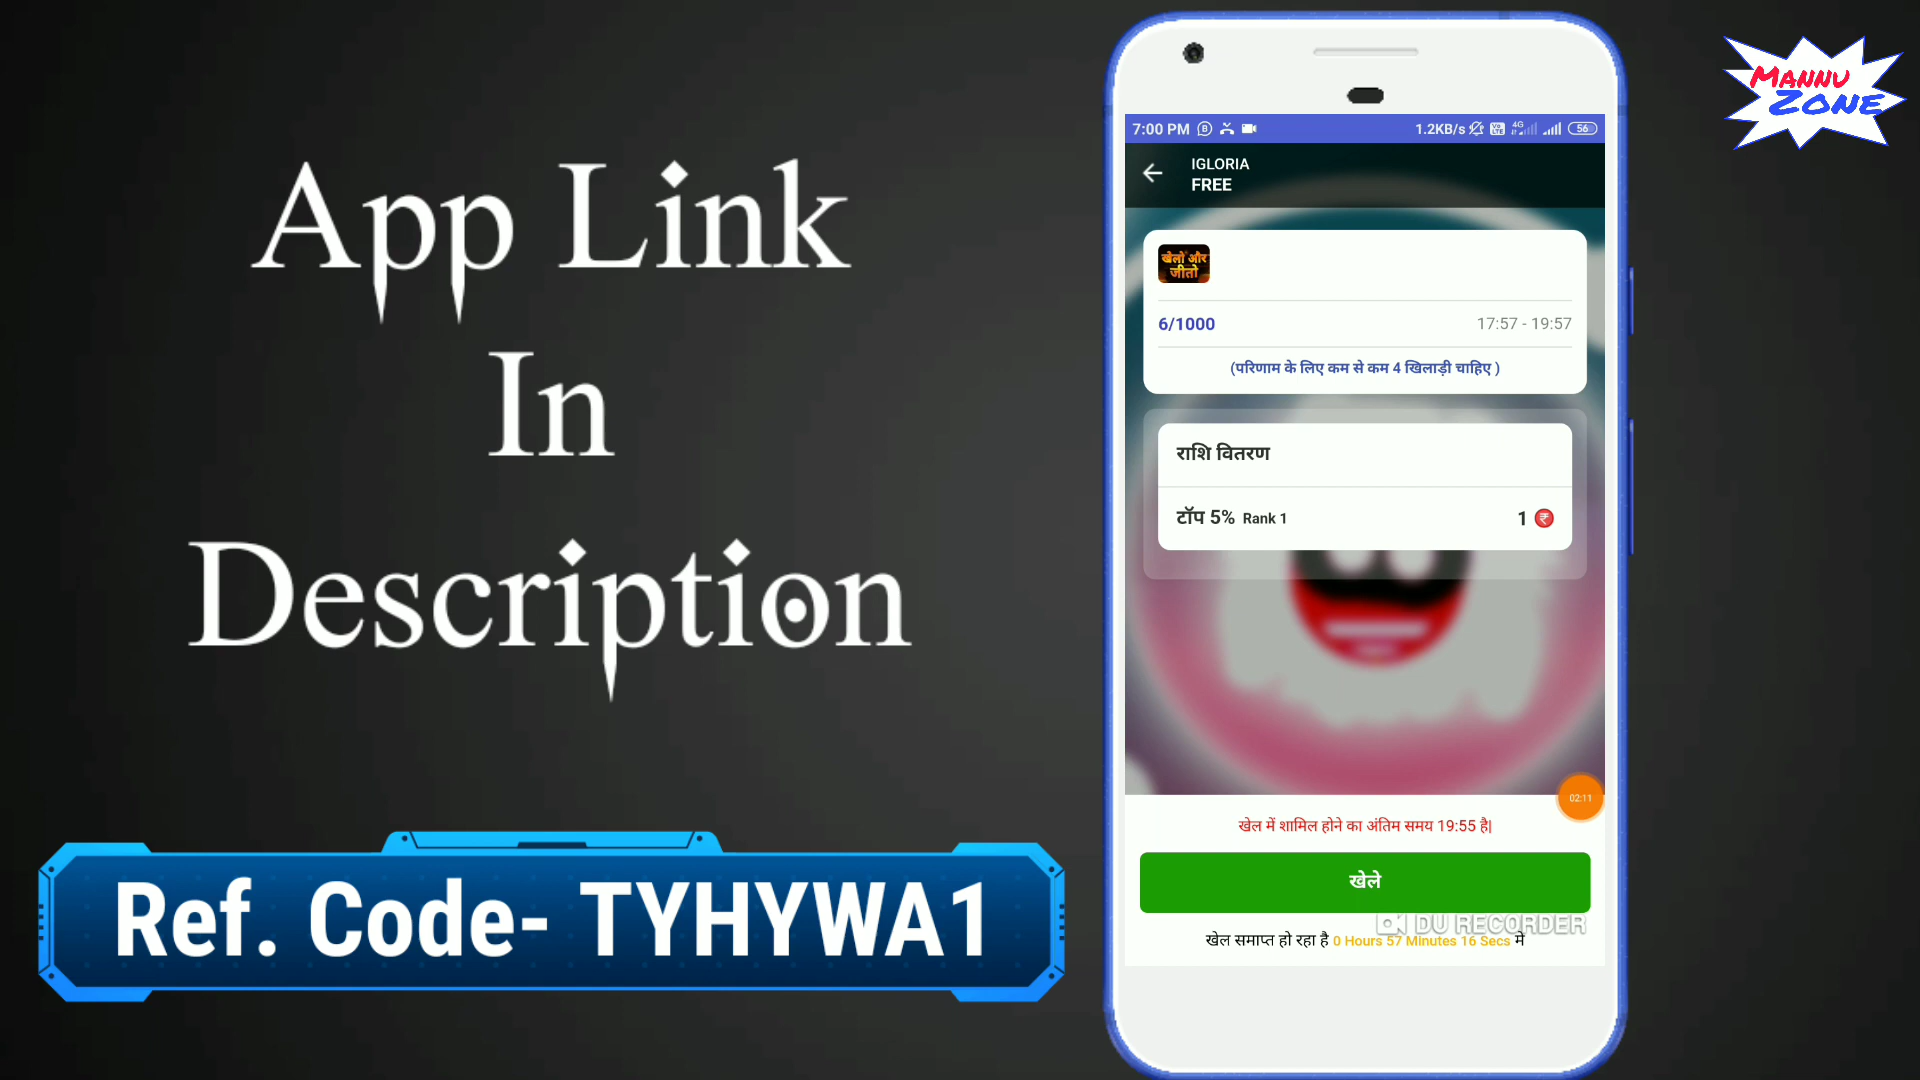 App Link
In
Description
Ref. Code- TYHYWA1
MANNU
ZONE
7:00 PM
1.2KB/s
4G
56
IGLORIA
FREE
खेलों और
जीतो
6/1000
17:57 - 19:57
(परिणाम के लिए कम से कम 4 खिलाड़ी चाहिए )
राशि वितरण
टॉप 5% Rank 1
1 ₹
02:11
खेल में शामिल होने का अंतिम समय 19:55 है|
खेले
DU RECORDER
खेल समाप्त हो रहा है 0 Hours 57 Minutes 16 Secs में